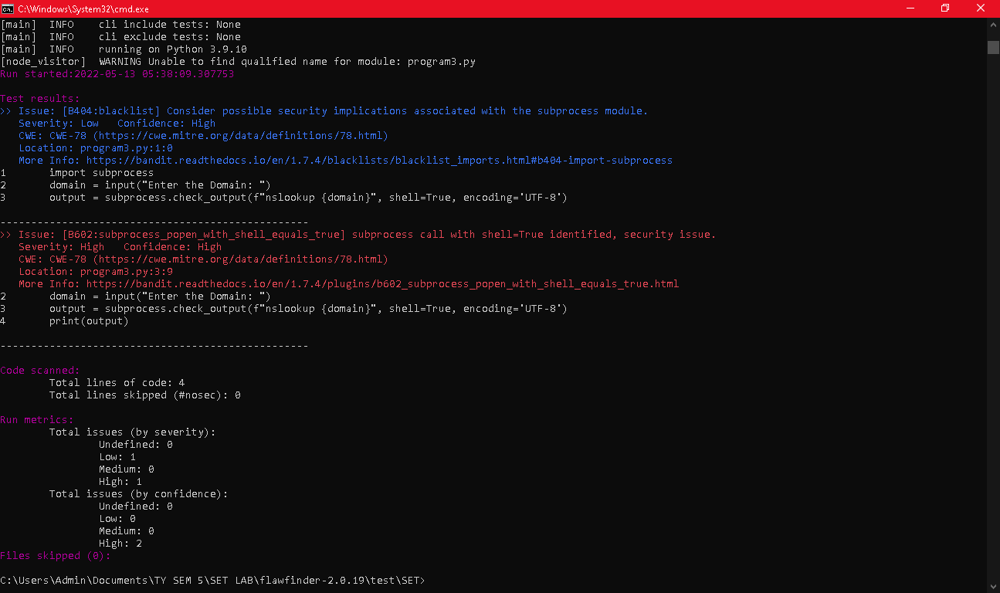 C:\Windows\System32\cmd.exe
[main]  INFO    cli include tests: None
[main]  INFO    cli exclude tests: None
[main]  INFO    running on Python 3.9.10
[node_visitor]  WARNING Unable to find qualified name for module: program3.py
Run started:2022-05-13 05:38:09.307753

Test results:
>> Issue: [B404:blacklist] Consider possible security implications associated with the subprocess module.
   Severity: Low   Confidence: High
   CWE: CWE-78 (https://cwe.mitre.org/data/definitions/78.html)
   Location: program3.py:1:0
   More Info: https://bandit.readthedocs.io/en/1.7.4/blacklists/blacklist_imports.html#b404-import-subprocess
1       import subprocess
2       domain = input("Enter the Domain: ")
3       output = subprocess.check_output(f"nslookup {domain}", shell=True, encoding='UTF-8')

--------------------------------------------------
>> Issue: [B602:subprocess_popen_with_shell_equals_true] subprocess call with shell=True identified, security issue.
   Severity: High   Confidence: High
   CWE: CWE-78 (https://cwe.mitre.org/data/definitions/78.html)
   Location: program3.py:3:9
   More Info: https://bandit.readthedocs.io/en/1.7.4/plugins/b602_subprocess_popen_with_shell_equals_true.html
2       domain = input("Enter the Domain: ")
3       output = subprocess.check_output(f"nslookup {domain}", shell=True, encoding='UTF-8')
4       print(output)

--------------------------------------------------

Code scanned:
        Total lines of code: 4
        Total lines skipped (#nosec): 0

Run metrics:
        Total issues (by severity):
                Undefined: 0
                Low: 1
                Medium: 0
                High: 1
        Total issues (by confidence):
                Undefined: 0
                Low: 0
                Medium: 0
                High: 2
Files skipped (0):

C:\Users\Admin\Documents\TY SEM 5\SET LAB\flawfinder-2.0.19\test\SET>